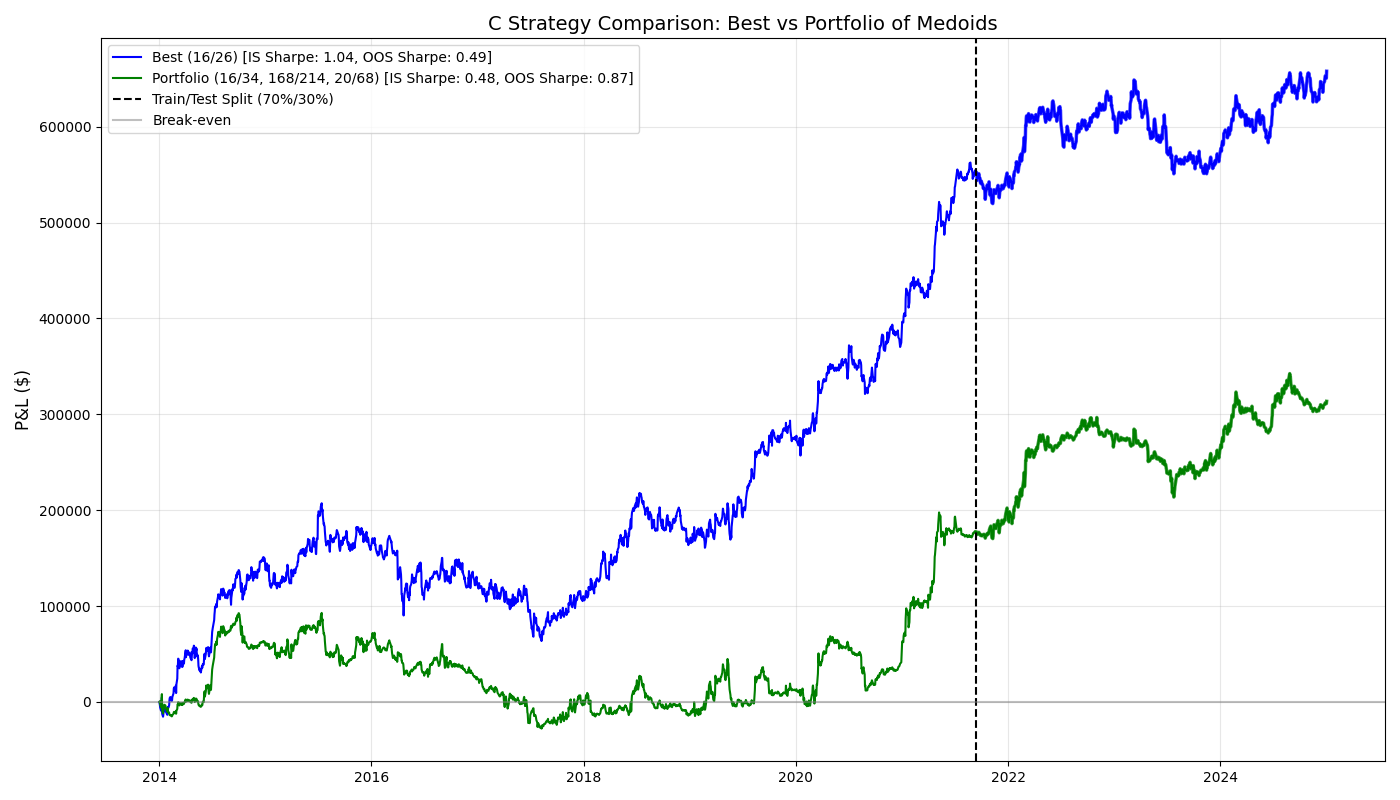 C Strategy Comparison: Best vs Portfolio of Medoids
Best (16/26) [IS Sharpe: 1.04, OOS Sharpe: 0.49]
Portfolio (16/34, 168/214, 20/68) [IS Sharpe: 0.48, OOS Sharpe: 0.87]
Train/Test Split (70%/30%)
Break-even
P&L ($)
600000
500000
400000
300000
200000
100000
0
2014 2016 2018 2020 2022 2024